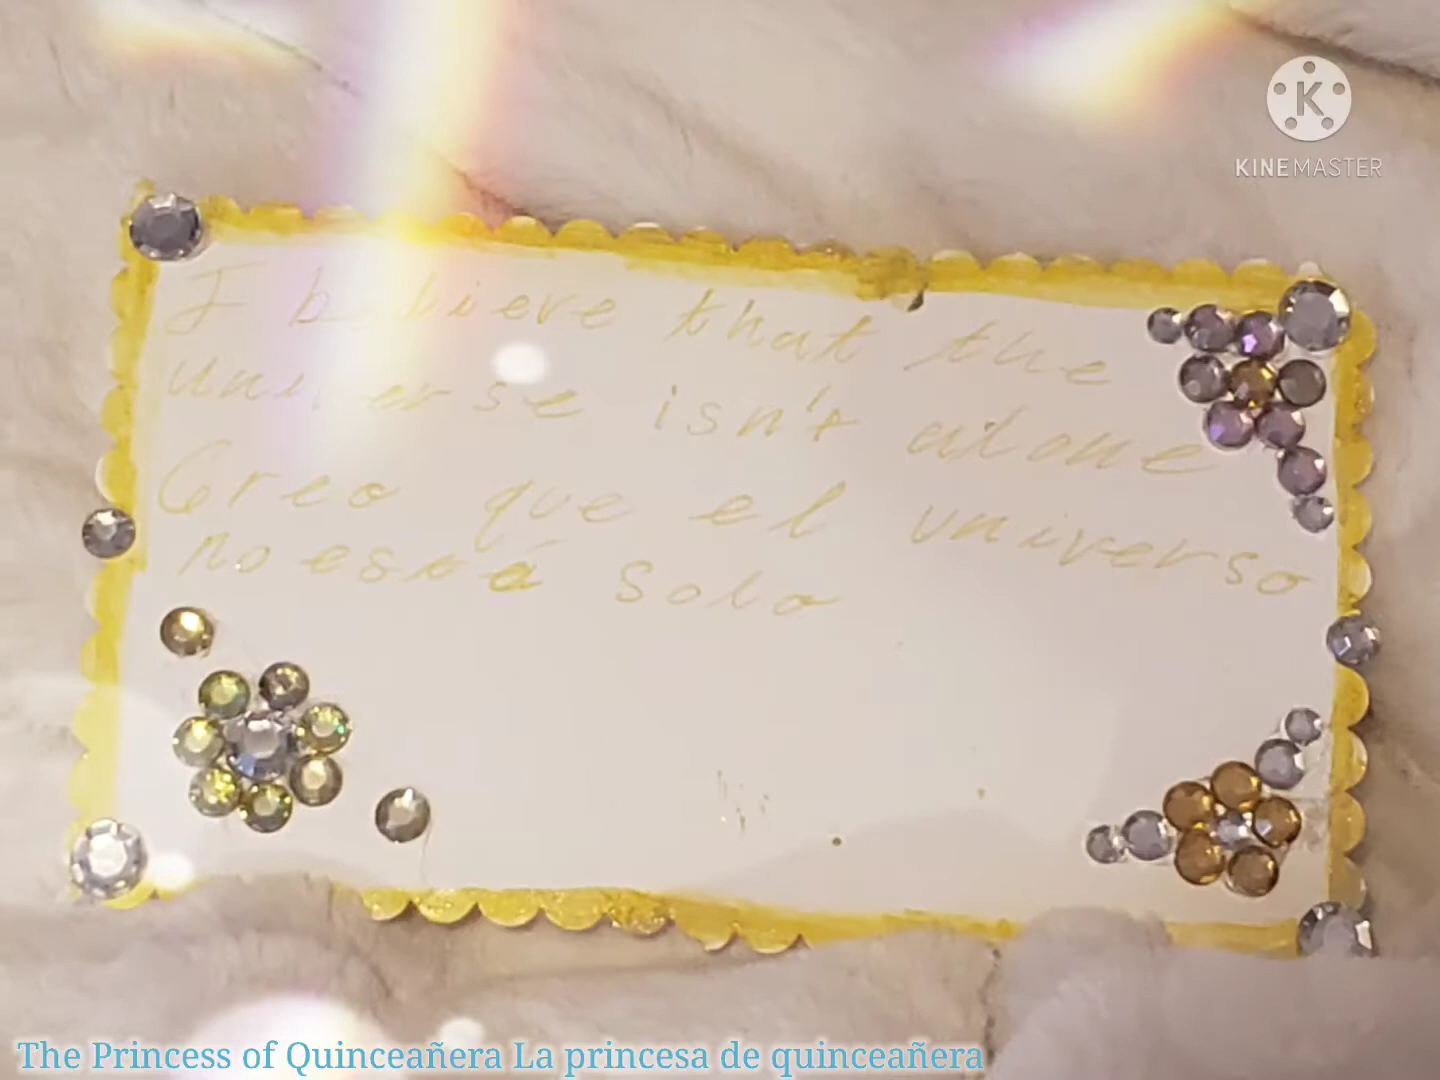 K
KINEMASTER
I believe that the
universe isn't alone
Creo que el universo
no está solo
The Princess of Quinceañera La princesa de quinceañera